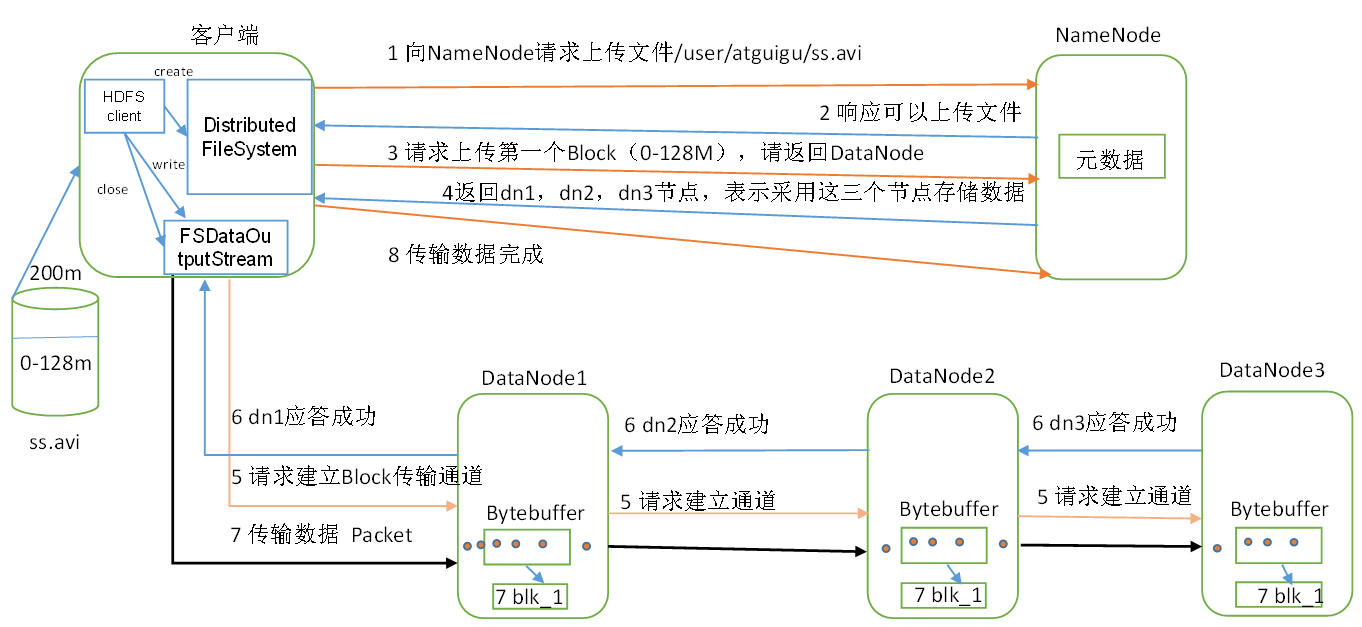 客户端
NameNode
1 向NameNode请求上传文件/user/atguigu/ss.avi
create
HDFS
client
Distributed
FileSystem
2 响应可以上传文件
3 请求上传第一个Block（0-128M），请返回DataNode
元数据
write
close
4返回dn1，dn2，dn3节点，表示采用这三个节点存储数据
FSDataOu
tputStream
8 传输数据完成
200m
0-128m
ss.avi
DataNode1
DataNode2
DataNode3
6 dn1应答成功
6 dn2应答成功
6 dn3应答成功
5 请求建立Block传输通道
5 请求建立通道
5 请求建立通道
Bytebuffer
Bytebuffer
Bytebuffer
7 传输数据 Packet
7 blk_1
7 blk_1
7 blk_1